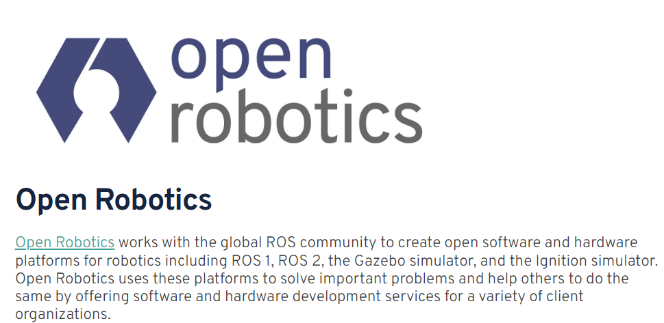 open
robotics
Open Robotics
Open Robotics works with the global ROS community to create open software and hardware
platforms for robotics including ROS 1, ROS 2, the Gazebo simulator, and the Ignition simulator.
Open Robotics uses these platforms to solve important problems and help others to do the
same by offering software and hardware development services for a variety of client
organizations.